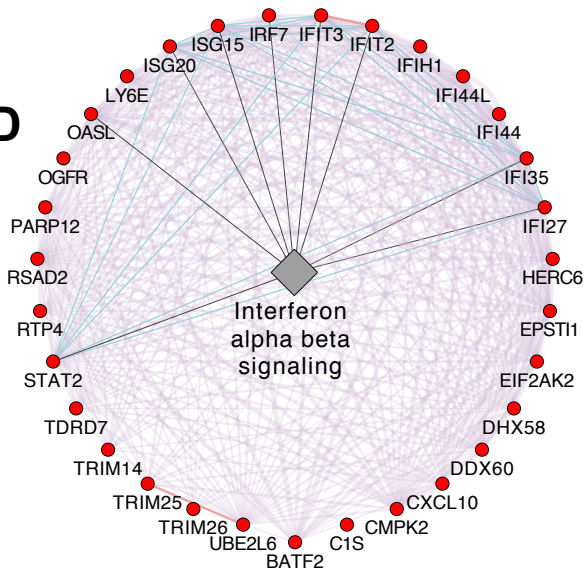 D
IRF7
IFIT3
ISG15
IFIT2
ISG20
IFIH1
LY6E
IFI44L
OASL
IFI44
OGFR
IFI35
PARP12
IFI27
RSAD2
HERC6
RTP4
EPSTI1
STAT2
EIF2AK2
Interferon
alpha beta
signaling
TDRD7
DHX58
TRIM14
DDX60
TRIM25
CXCL10
TRIM26
CMPK2
UBE2L6
C1S
BATF2